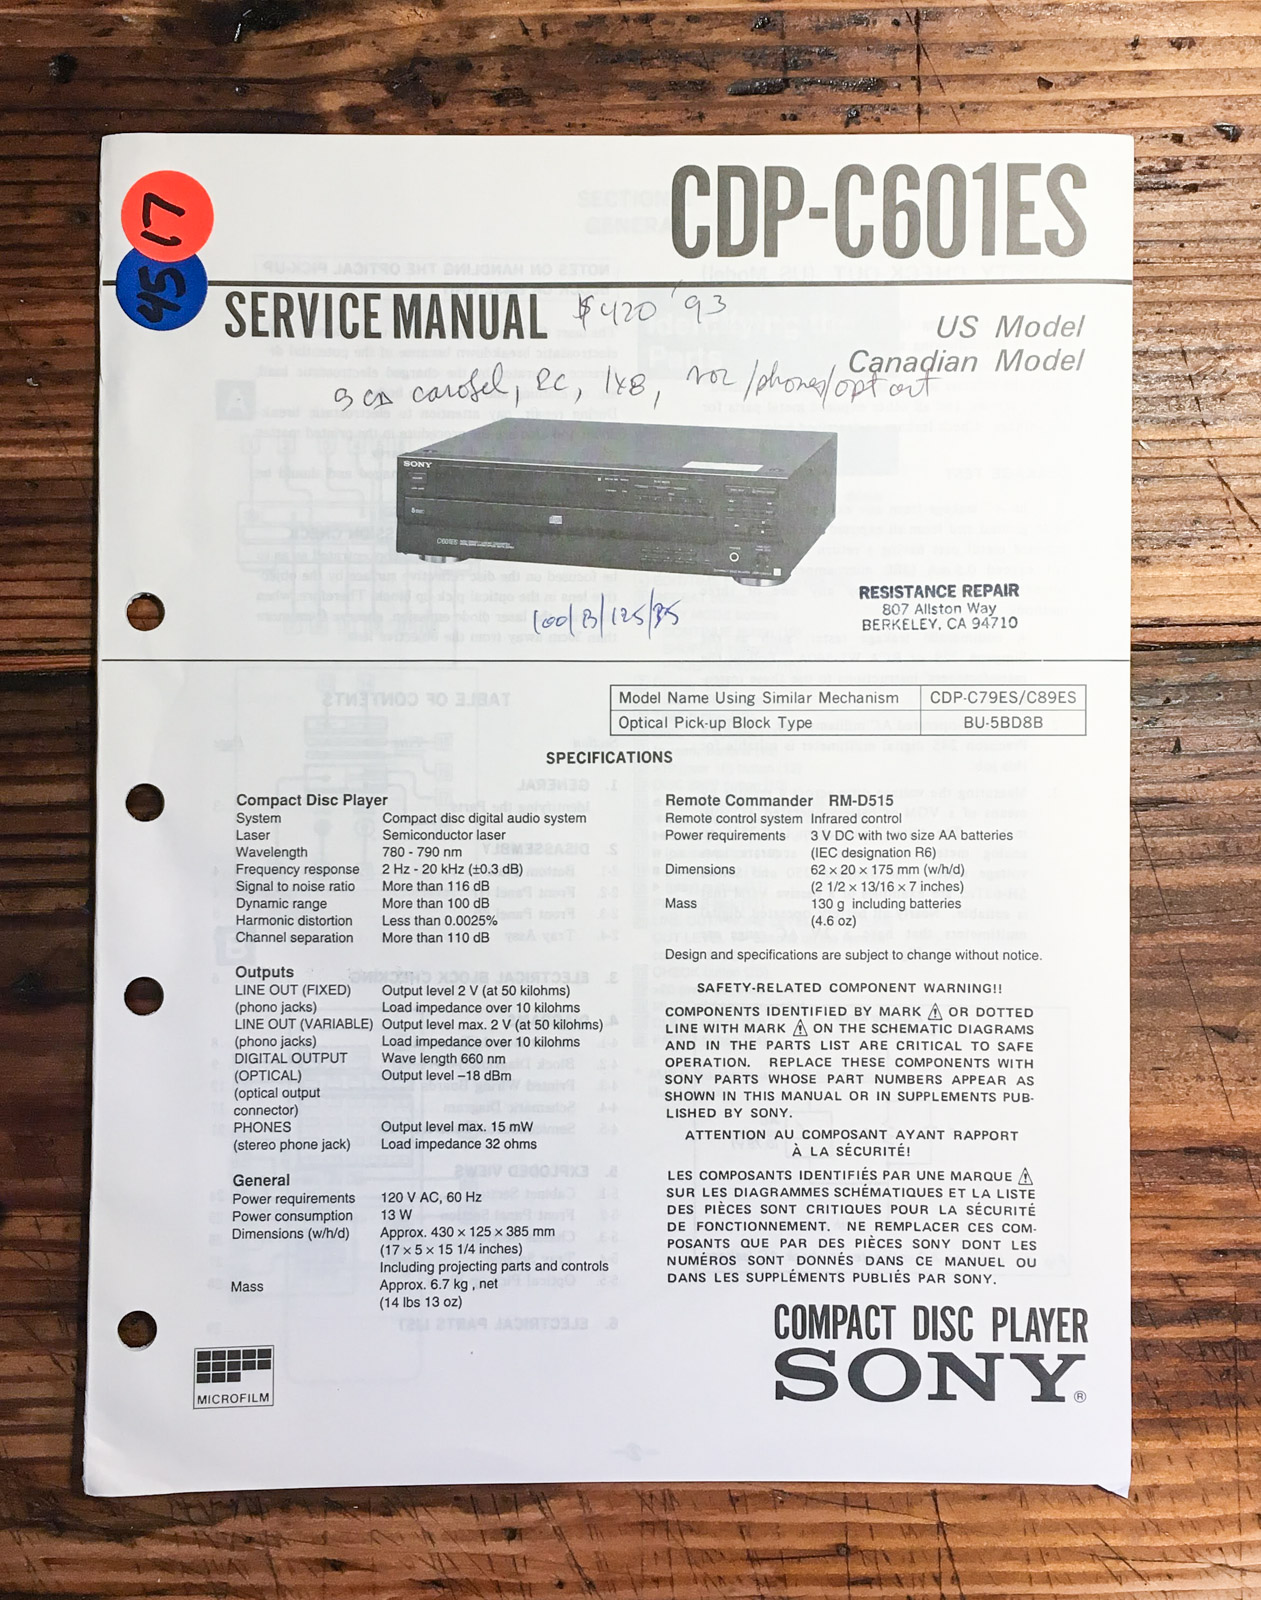 CDP-C601ES
17
45
SERVICE MANUAL
$420 '93
US Model
Canadian Model
5 CD carosel, RC, 1x8, vol/phones/opt out
SONY
C601ES
100/B/125/85
RESISTANCE REPAIR
807 Allston Way
BERKELEY, CA 94710
Model Name Using Similar Mechanism CDP-C79ES/C89ES
Optical Pick-up Block Type BU-5BD8B
SPECIFICATIONS
Compact Disc Player
System Compact disc digital audio system
Laser Semiconductor laser
Wavelength 780 - 790 nm
Frequency response 2 Hz - 20 kHz (±0.3 dB)
Signal to noise ratio More than 116 dB
Dynamic range More than 100 dB
Harmonic distortion Less than 0.0025%
Channel separation More than 110 dB
Outputs
LINE OUT (FIXED) Output level 2 V (at 50 kilohms)
(phono jacks) Load impedance over 10 kilohms
LINE OUT (VARIABLE) Output level max. 2 V (at 50 kilohms)
(phono jacks) Load impedance over 10 kilohms
DIGITAL OUTPUT Wave length 660 nm
(OPTICAL) Output level –18 dBm
(optical output
connector)
PHONES Output level max. 15 mW
(stereo phone jack) Load impedance 32 ohms
General
Power requirements 120 V AC, 60 Hz
Power consumption 13 W
Dimensions (w/h/d) Approx. 430 × 125 × 385 mm
(17 × 5 × 15 1/4 inches)
Including projecting parts and controls
Mass Approx. 6.7 kg , net
(14 lbs 13 oz)
Remote Commander RM-D515
Remote control system Infrared control
Power requirements 3 V DC with two size AA batteries
(IEC designation R6)
Dimensions 62 × 20 × 175 mm (w/h/d)
(2 1/2 × 13/16 × 7 inches)
Mass 130 g including batteries
(4.6 oz)
Design and specifications are subject to change without notice.
SAFETY-RELATED COMPONENT WARNING!!
COMPONENTS IDENTIFIED BY MARK ⚠ OR DOTTED
LINE WITH MARK ⚠ ON THE SCHEMATIC DIAGRAMS
AND IN THE PARTS LIST ARE CRITICAL TO SAFE
OPERATION. REPLACE THESE COMPONENTS WITH
SONY PARTS WHOSE PART NUMBERS APPEAR AS
SHOWN IN THIS MANUAL OR IN SUPPLEMENTS PUB-
LISHED BY SONY.
ATTENTION AU COMPOSANT AYANT RAPPORT
À LA SÉCURITÉ!
LES COMPOSANTS IDENTIFIÉS PAR UNE MARQUE ⚠
SUR LES DIAGRAMMES SCHÉMATIQUES ET LA LISTE
DES PIÈCES SONT CRITIQUES POUR LA SÉCURITÉ
DE FONCTIONNEMENT. NE REMPLACER CES COM-
POSANTS QUE PAR DES PIÈCES SONY DONT LES
NUMÉROS SONT DONNÉS DANS CE MANUEL OU
DANS LES SUPPLÉMENTS PUBLIÉS PAR SONY.
MICROFILM
COMPACT DISC PLAYER
SONY®